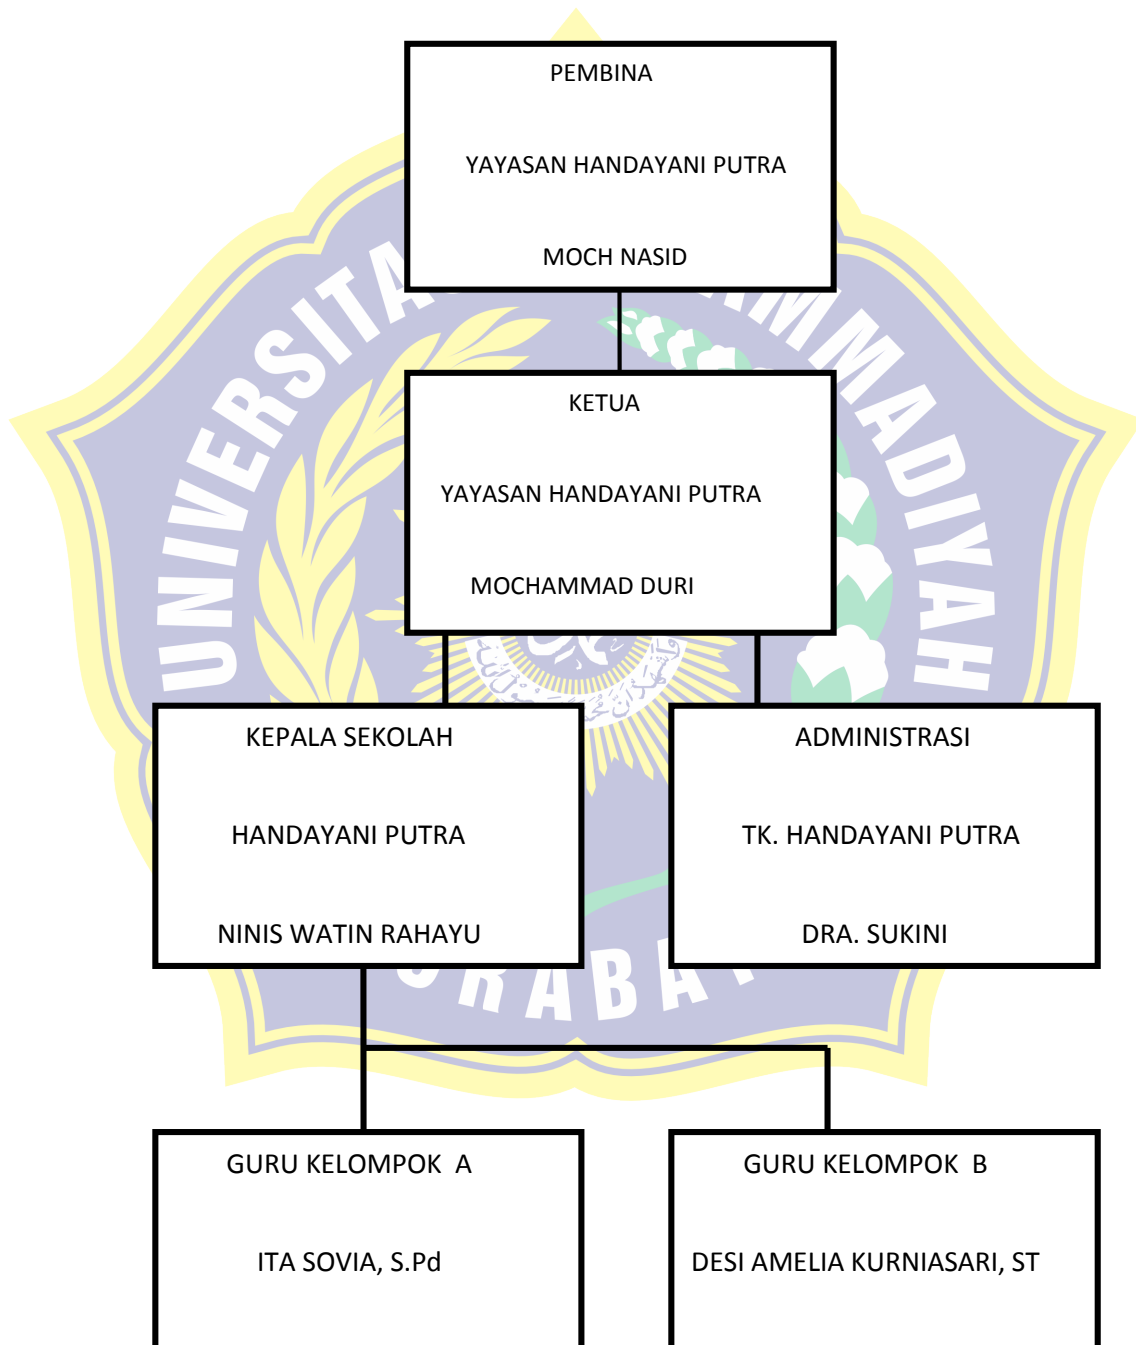 PEMBINA
YAYASAN HANDAYANI PUTRA
MOCH NASID
KETUA
YAYASAN HANDAYANI PUTRA
MOCHAMMAD DURI
KEPALA SEKOLAH
HANDAYANI PUTRA
NINIS WATIN RAHAYU
ADMINISTRASI
TK. HANDAYANI PUTRA
DRA. SUKINI
GURU KELOMPOK A
ITA SOVIA, S.Pd
GURU KELOMPOK B
DESI AMELIA KURNIASARI, ST